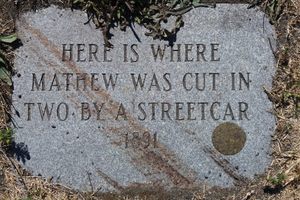 HERE IS WHERE
MATHEW WAS CUT IN
TWO BY A STREETCAR
1891